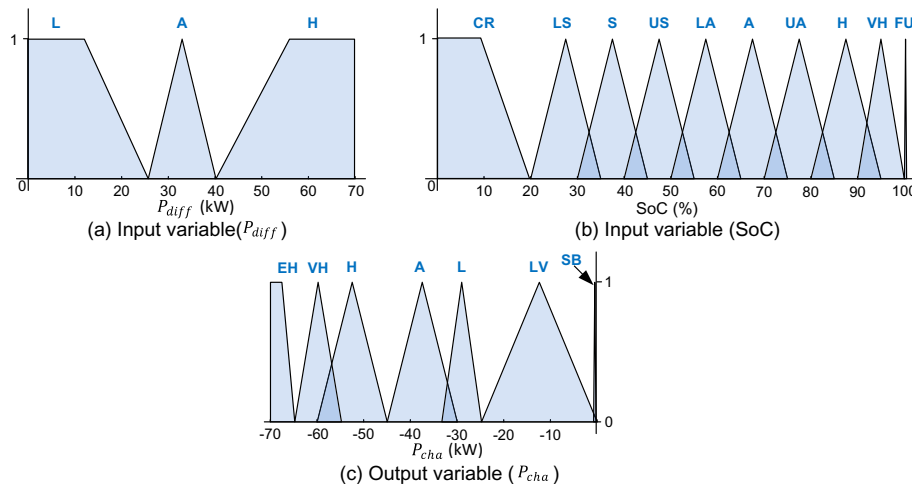 L A H
1
0 10 20 30 40 50 60 70
P_diff (kW)
(a) Input variable(P_diff)
CR LS S US LA A UA H VH FU
1
0 10 20 30 40 50 60 70 80 90 100
SoC (%)
(b) Input variable (SoC)
EH VH H A L LV SB
1
0
-70 -60 -50 -40 -30 -20 -10
P_cha (kW)
(c) Output variable ( P_cha )